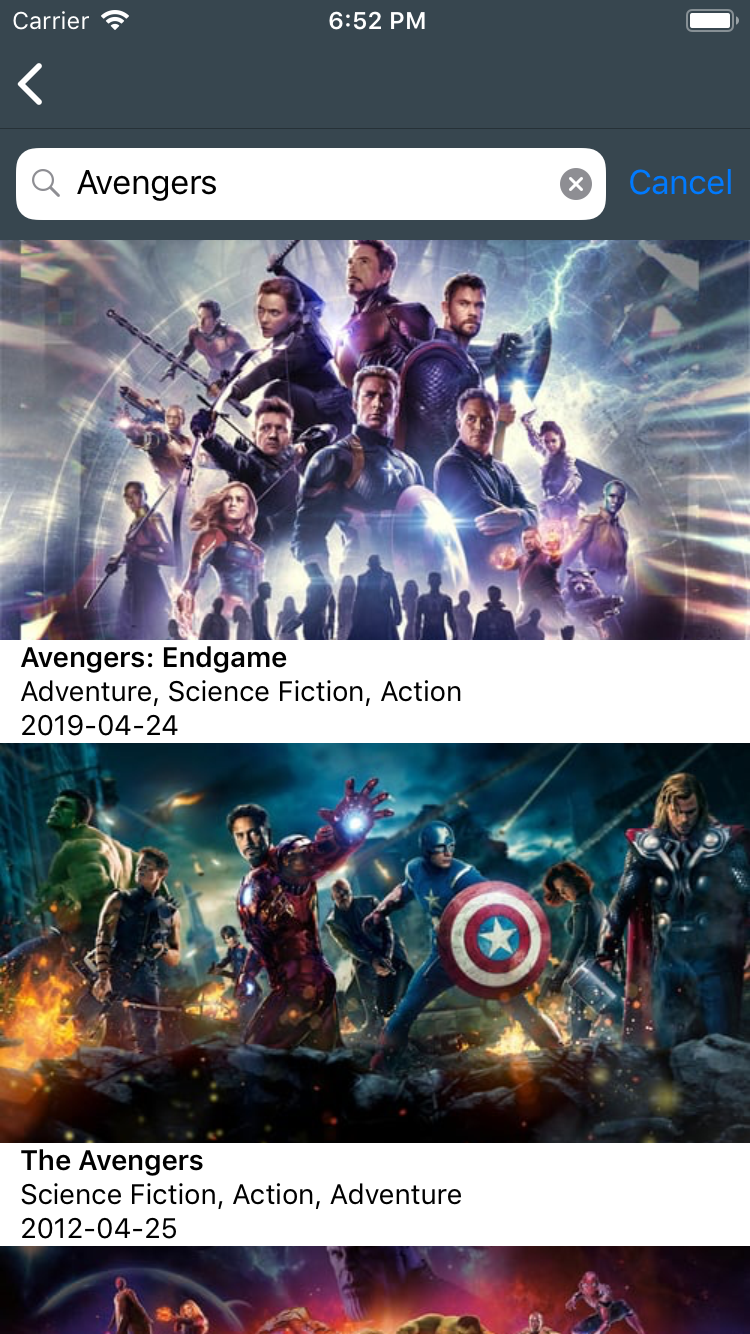 Carrier 6:52 PM
Avengers Cancel
Avengers: Endgame
Adventure, Science Fiction, Action
2019-04-24
The Avengers
Science Fiction, Action, Adventure
2012-04-25